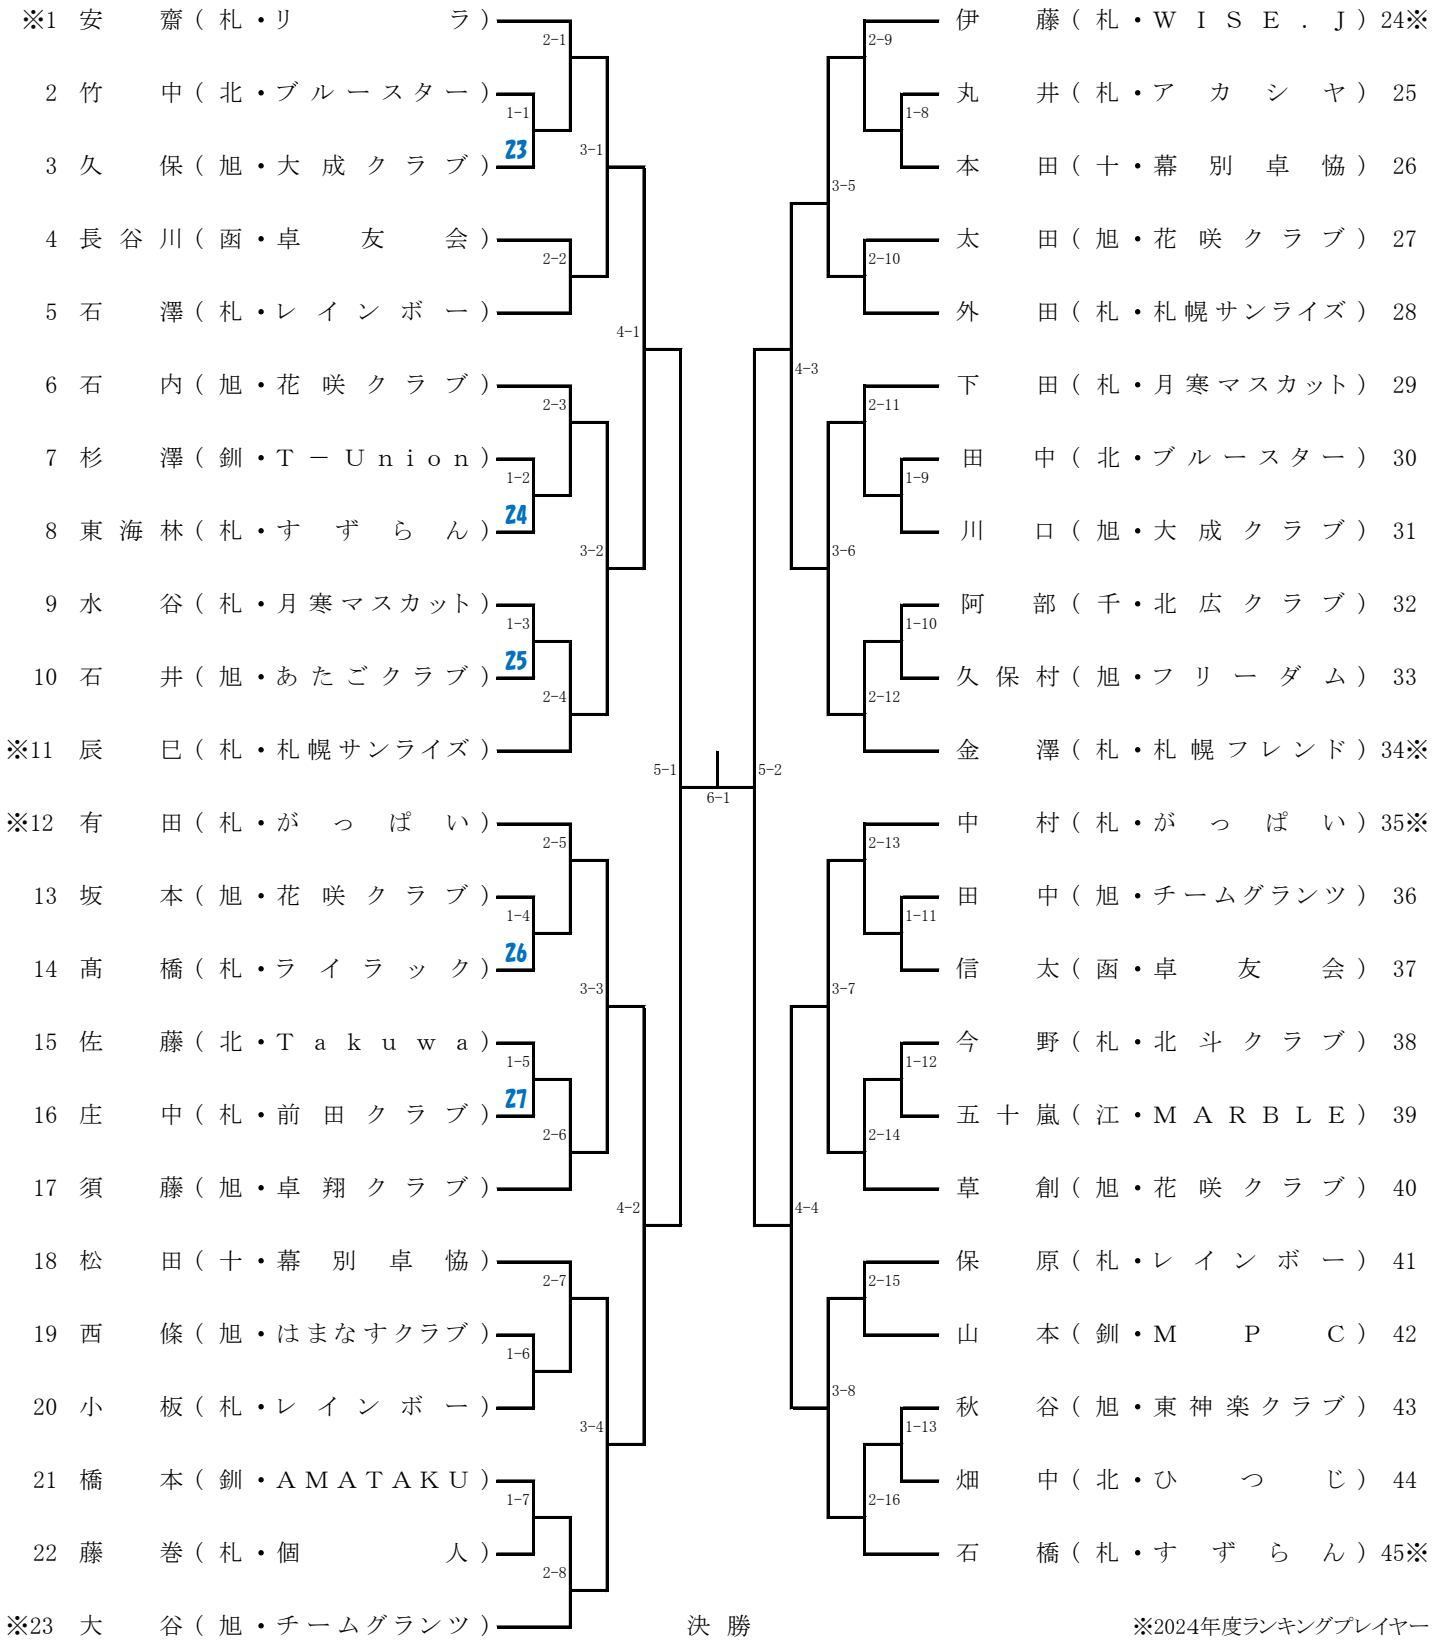 ※1 安齋(札・リラ)
2-1
2 竹中(北・ブルースター)
1-1
23
3 久保(旭・大成クラブ)
3-1
4 長谷川(函・卓友会)
2-2
5 石澤(札・レインボー)
4-1
6 石内(旭・花咲クラブ)
2-3
7 杉澤(釧・T-Union)
1-2
24
8 東海林(札・すずらん)
3-2
9 水谷(札・月寒マスカット)
1-3
25
10 石井(旭・あたごクラブ)
2-4
※11 辰巳(札・札幌サンライズ)
5-1
※12 有田(札・がっぱい)
2-5
13 坂本(旭・花咲クラブ)
1-4
26
14 髙橋(札・ライラック)
3-3
15 佐藤(北・Takuwa)
1-5
27
16 庄中(札・前田クラブ)
2-6
17 須藤(旭・卓翔クラブ)
4-2
18 松田(十・幕別卓協)
2-7
19 西條(旭・はまなすクラブ)
1-6
20 小板(札・レインボー)
3-4
21 橋本(釧・AMATAKU)
1-7
22 藤巻(札・個人)
2-8
※23 大谷(旭・チームグランツ)
6-1
決勝
伊藤(札・WISE.J)24※
2-9
丸井(札・アカシヤ)25
1-8
本田(十・幕別卓協)26
3-5
太田(旭・花咲クラブ)27
2-10
外田(札・札幌サンライズ)28
4-3
下田(札・月寒マスカット)29
2-11
田中(北・ブルースター)30
1-9
川口(旭・大成クラブ)31
3-6
阿部(千・北広クラブ)32
1-10
久保村(旭・フリーダム)33
2-12
金澤(札・札幌フレンド)34※
5-2
中村(札・がっぱい)35※
2-13
田中(旭・チームグランツ)36
1-11
信太(函・卓友会)37
3-7
今野(札・北斗クラブ)38
1-12
五十嵐(江・MARBLE)39
2-14
草創(旭・花咲クラブ)40
4-4
保原(札・レインボー)41
2-15
山本(釧・MPC)42
3-8
秋谷(旭・東神楽クラブ)43
1-13
畑中(北・ひつじ)44
2-16
石橋(札・すずらん)45※
※2024年度ランキングプレイヤー